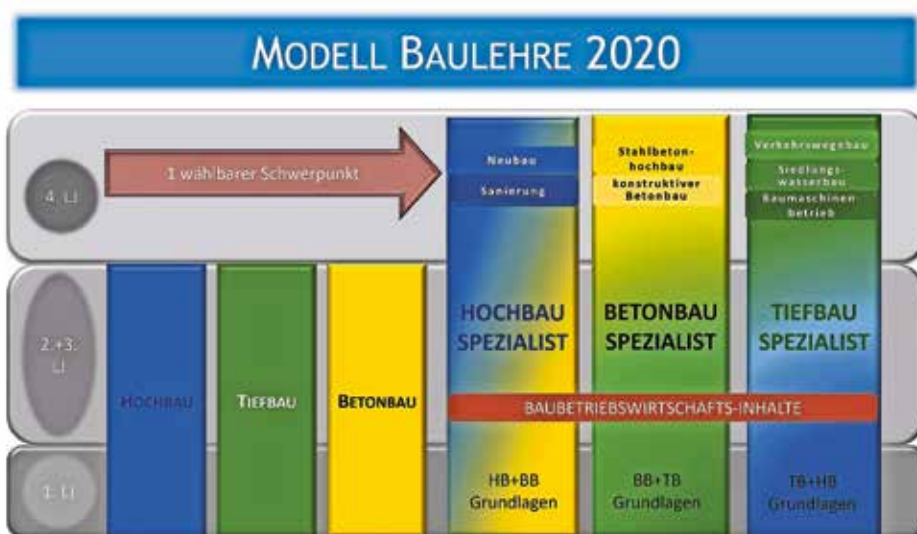 MODELL BAULEHRE 2020
4. LJ
1 wählbarer Schwerpunkt
Neubau
Sanierung
Stahlbeton-
hochbau
konstruktiver
Betonbau
Verkehrswegbau
Siedlungs-
wasserbau
Baumaschinen
betrieb
2.+3.
LJ
HOCHBAU
TIEFBAU
BETONBAU
HOCHBAU
SPEZIALIST
BETONBAU
SPEZIALIST
TIEFBAU
SPEZIALIST
BAUBETRIEBSWIRTSCHAFTS-INHALTE
1. LJ
HB+BB
Grundlagen
BB+TB
Grundlagen
TB+HB
Grundlagen